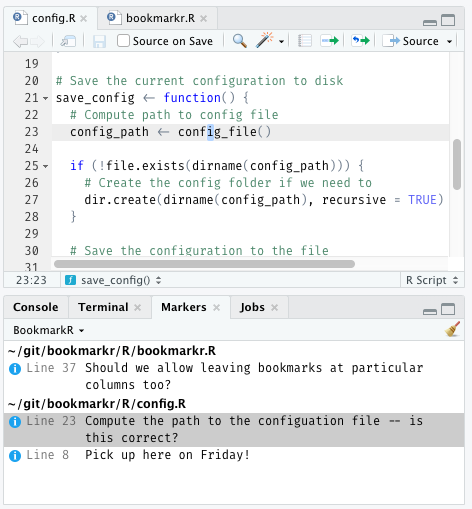 config.R
bookmarkr.R
Source on Save
Source
19
20 # Save the current configuration to disk
21 save_config <- function() {
22 # Compute path to config file
23 config_path <- config_file()
24
25 if (!file.exists(dirname(config_path))) {
26 # Create the config folder if we need to
27 dir.create(dirname(config_path), recursive = TRUE)
28 }
29
30 # Save the configuration to the file
31
23:23 save_config() R Script
Console Terminal Markers Jobs
BookmarkR
~/git/bookmarkr/R/bookmarkr.R
Line 37 Should we allow leaving bookmarks at particular
columns too?
~/git/bookmarkr/R/config.R
Line 23 Compute the path to the configuation file -- is
this correct?
Line 8 Pick up here on Friday!